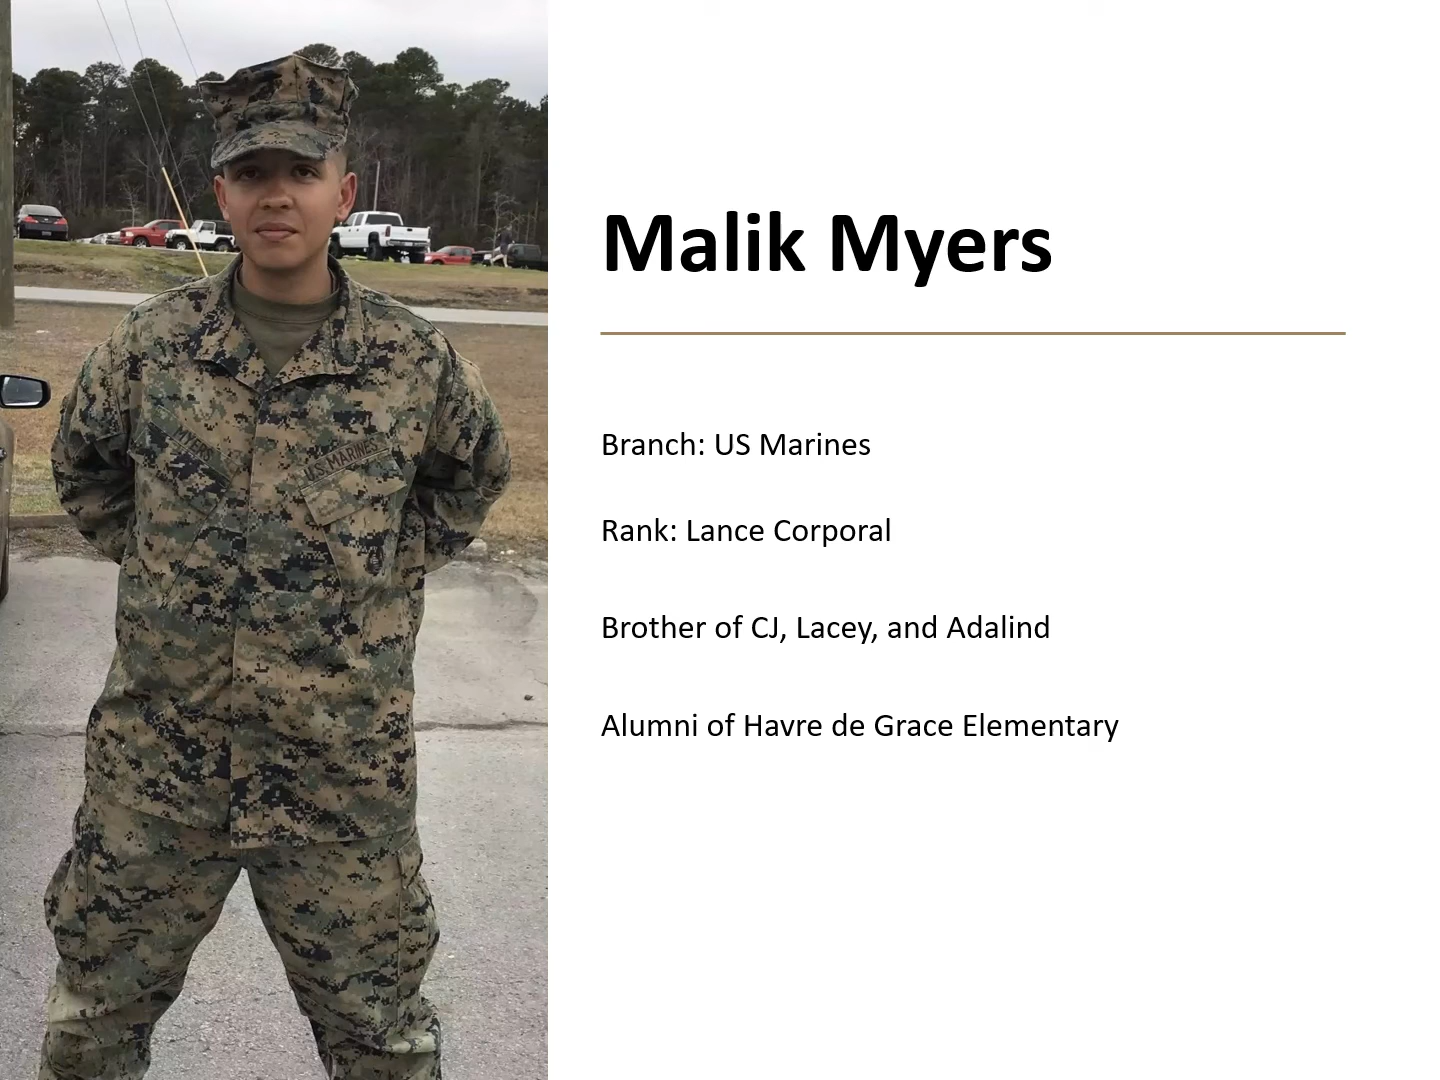 Malik Myers
Branch: US Marines
Rank: Lance Corporal
Brother of CJ, Lacey, and Adalind
Alumni of Havre de Grace Elementary
MYERS
U.S. MARINES